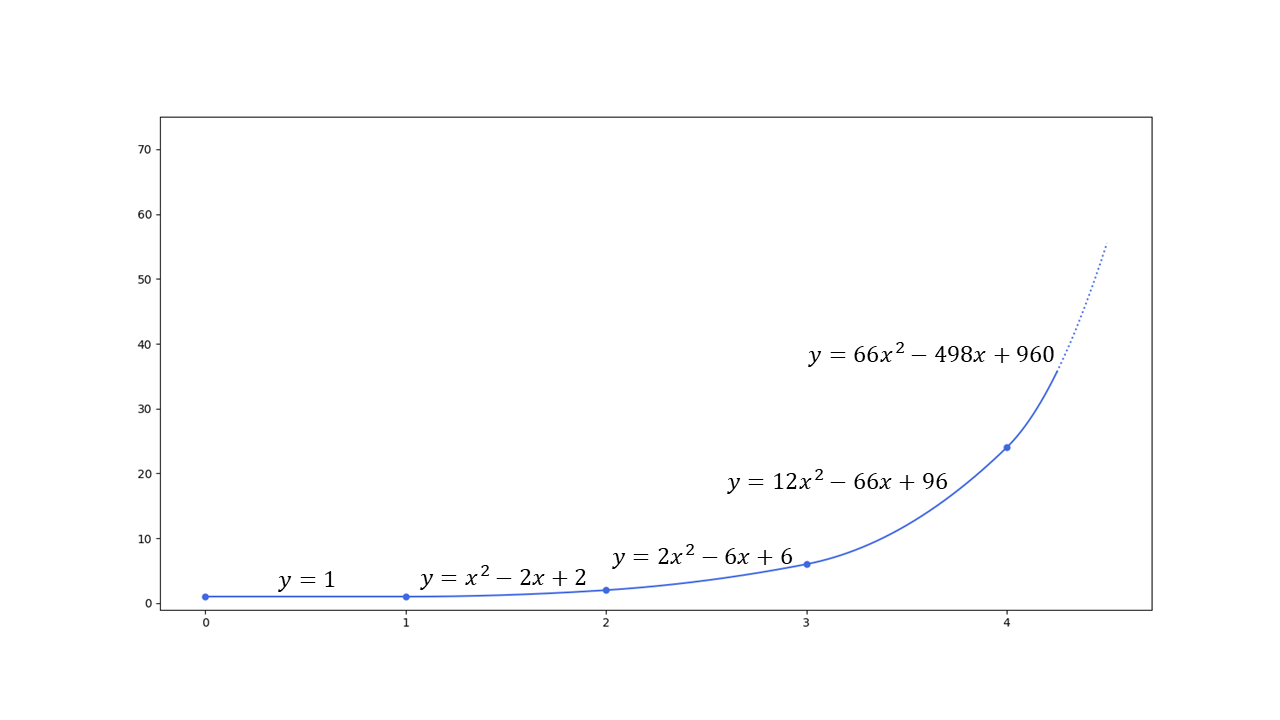 70
60
50
40
y = 66x² − 498x + 960
30
20
y = 12x² − 66x + 96
10
y = 2x² − 6x + 6
y = x² − 2x + 2
y = 1
0
0 1 2 3 4